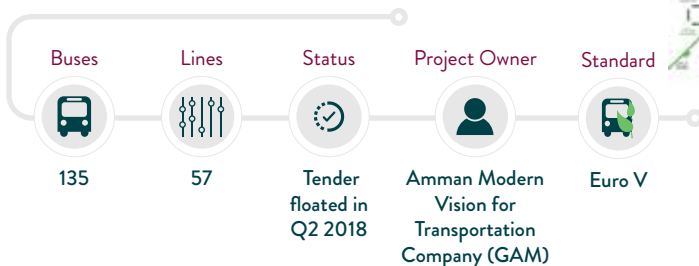 Buses
Lines
Status
Project Owner
Standard
135
57
Tender
floated in
Q2 2018
Amman Modern
Vision for
Transportation
Company (GAM)
Euro V